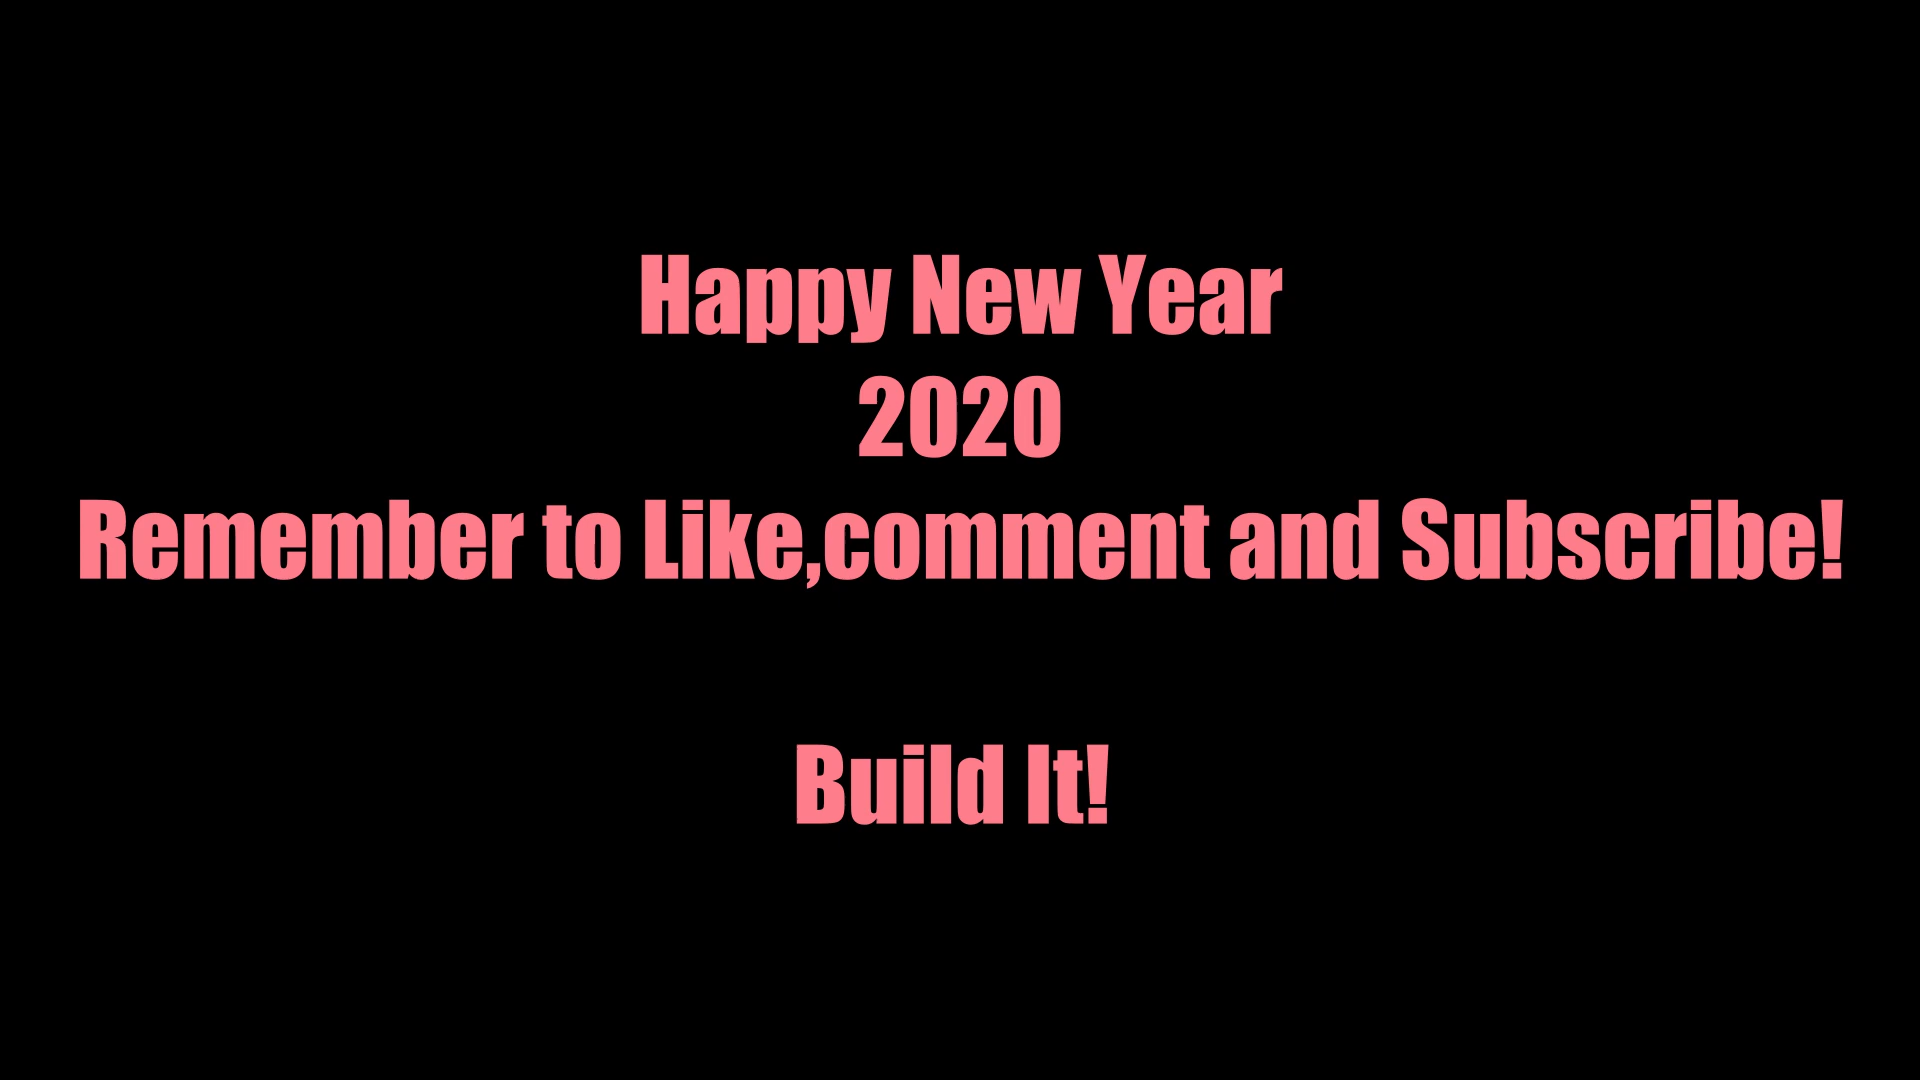 Happy New Year
2020
Remember to Like,comment and Subscribe!
Build It!